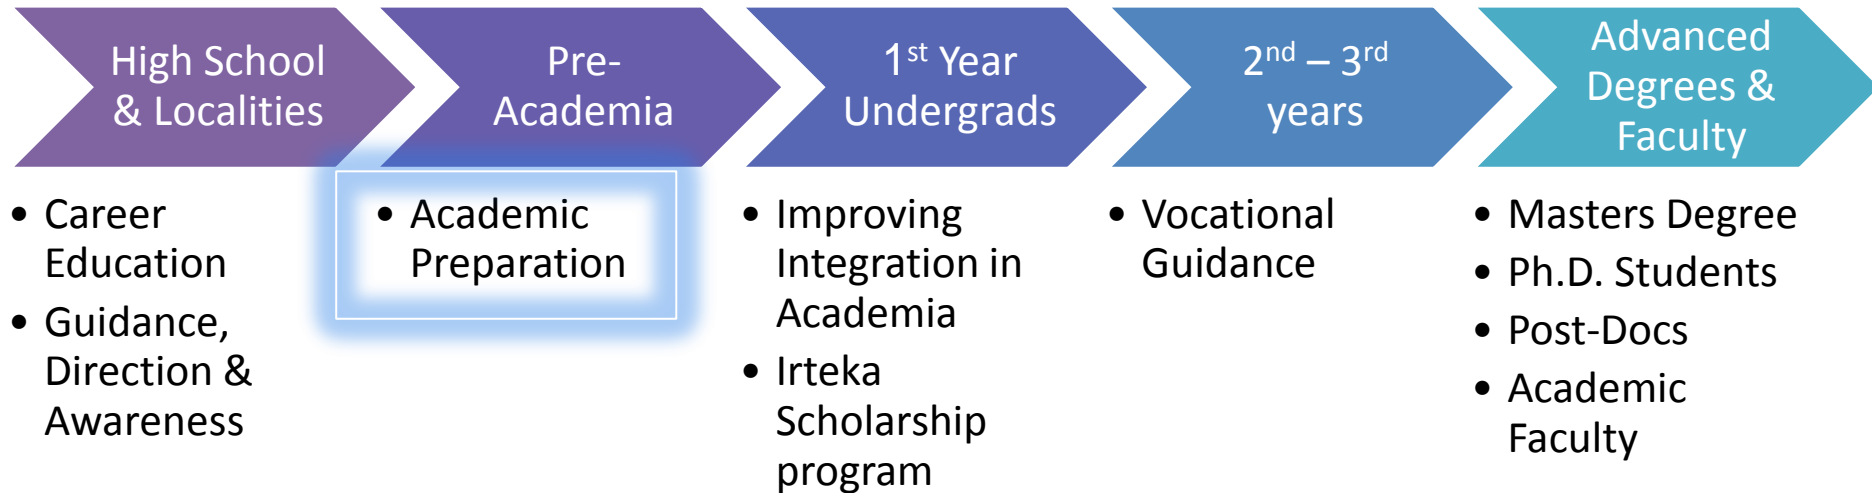 High School
& Localities
Pre-
Academia
1st Year
Undergrads
2nd – 3rd
years
Advanced
Degrees &
Faculty
• Career
Education
• Guidance,
Direction &
Awareness
• Academic
Preparation
• Improving
Integration in
Academia
• Irteka
Scholarship
program
• Vocational
Guidance
• Masters Degree
• Ph.D. Students
• Post-Docs
• Academic
Faculty